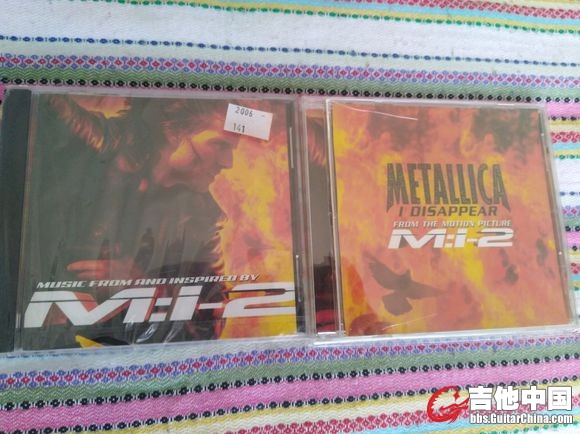 2006 -
141
MUSIC FROM AND INSPIRED BY
M:I-2
METALLICA
I DISAPPEAR
FROM THE MOTION PICTURE
M:I-2
吉他中国
bbs.GuitarChina.com